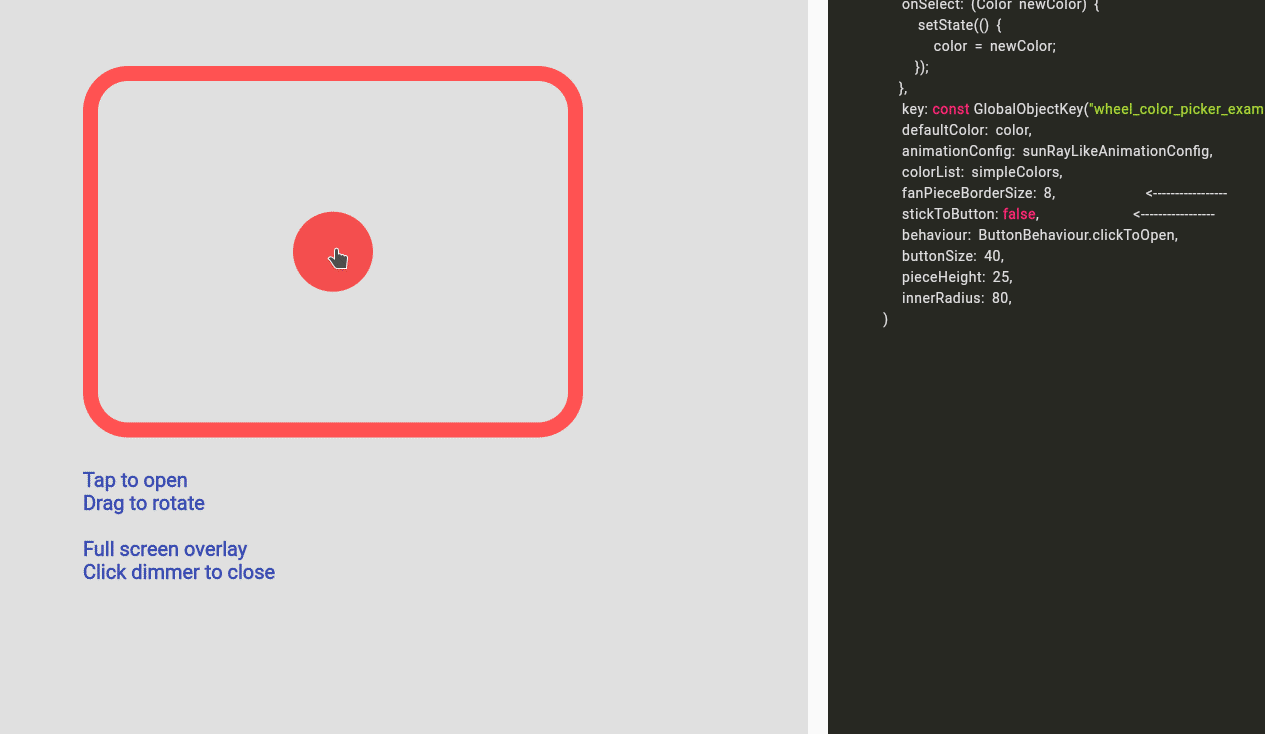 Tap to open
Drag to rotate
Full screen overlay
Click dimmer to close
onSelect: (Color newColor) {
setState(() {
color = newColor;
});
},
key: const GlobalObjectKey("wheel_color_picker_exam
defaultColor: color,
animationConfig: sunRayLikeAnimationConfig,
colorList: simpleColors,
fanPieceBorderSize: 8, <----------------
stickToButton: false, <----------------
behaviour: ButtonBehaviour.clickToOpen,
buttonSize: 40,
pieceHeight: 25,
innerRadius: 80,
)